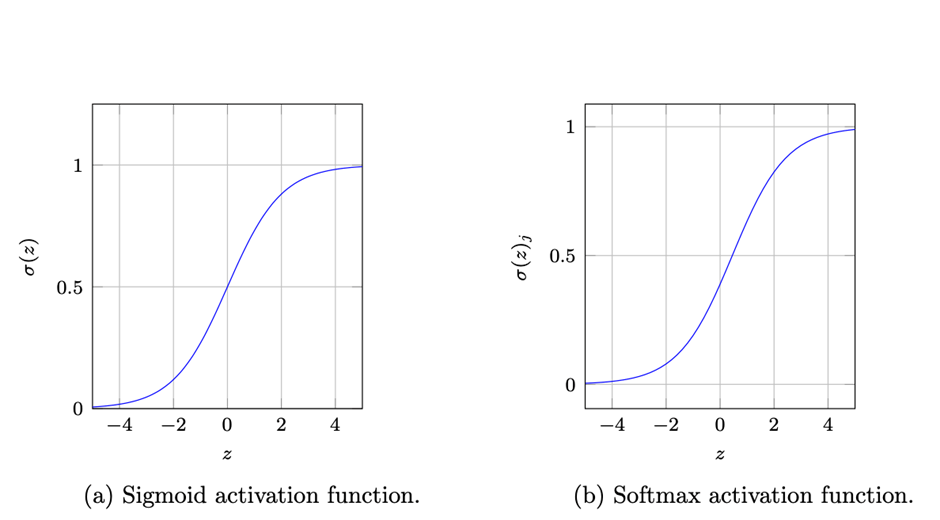 1
0.5
0
σ(z)
−4 −2 0 2 4
z
(a) Sigmoid activation function.
1
0.5
0
σ(z)j
−4 −2 0 2 4
z
(b) Softmax activation function.